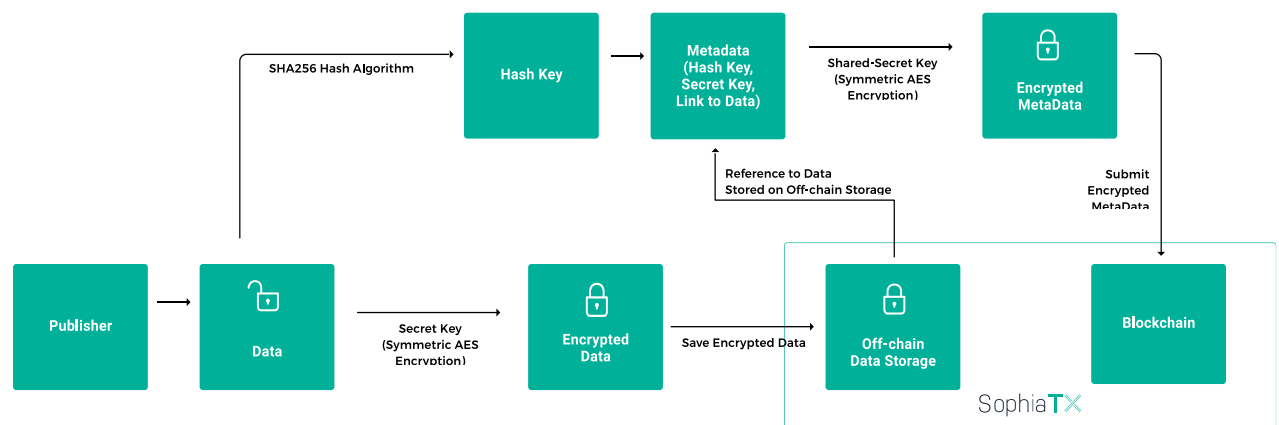 SHA256 Hash Algorithm
Hash Key
Metadata
(Hash Key,
Secret Key,
Link to Data)
Shared-Secret Key
(Symmetric AES
Encryption)
Encrypted
MetaData
Reference to Data
Stored on Off-chain Storage
Submit
Encrypted
MetaData
Publisher
Data
Secret Key
(Symmetric AES
Encryption)
Encrypted
Data
Save Encrypted Data
Off-chain
Data Storage
Blockchain
SophiaTX